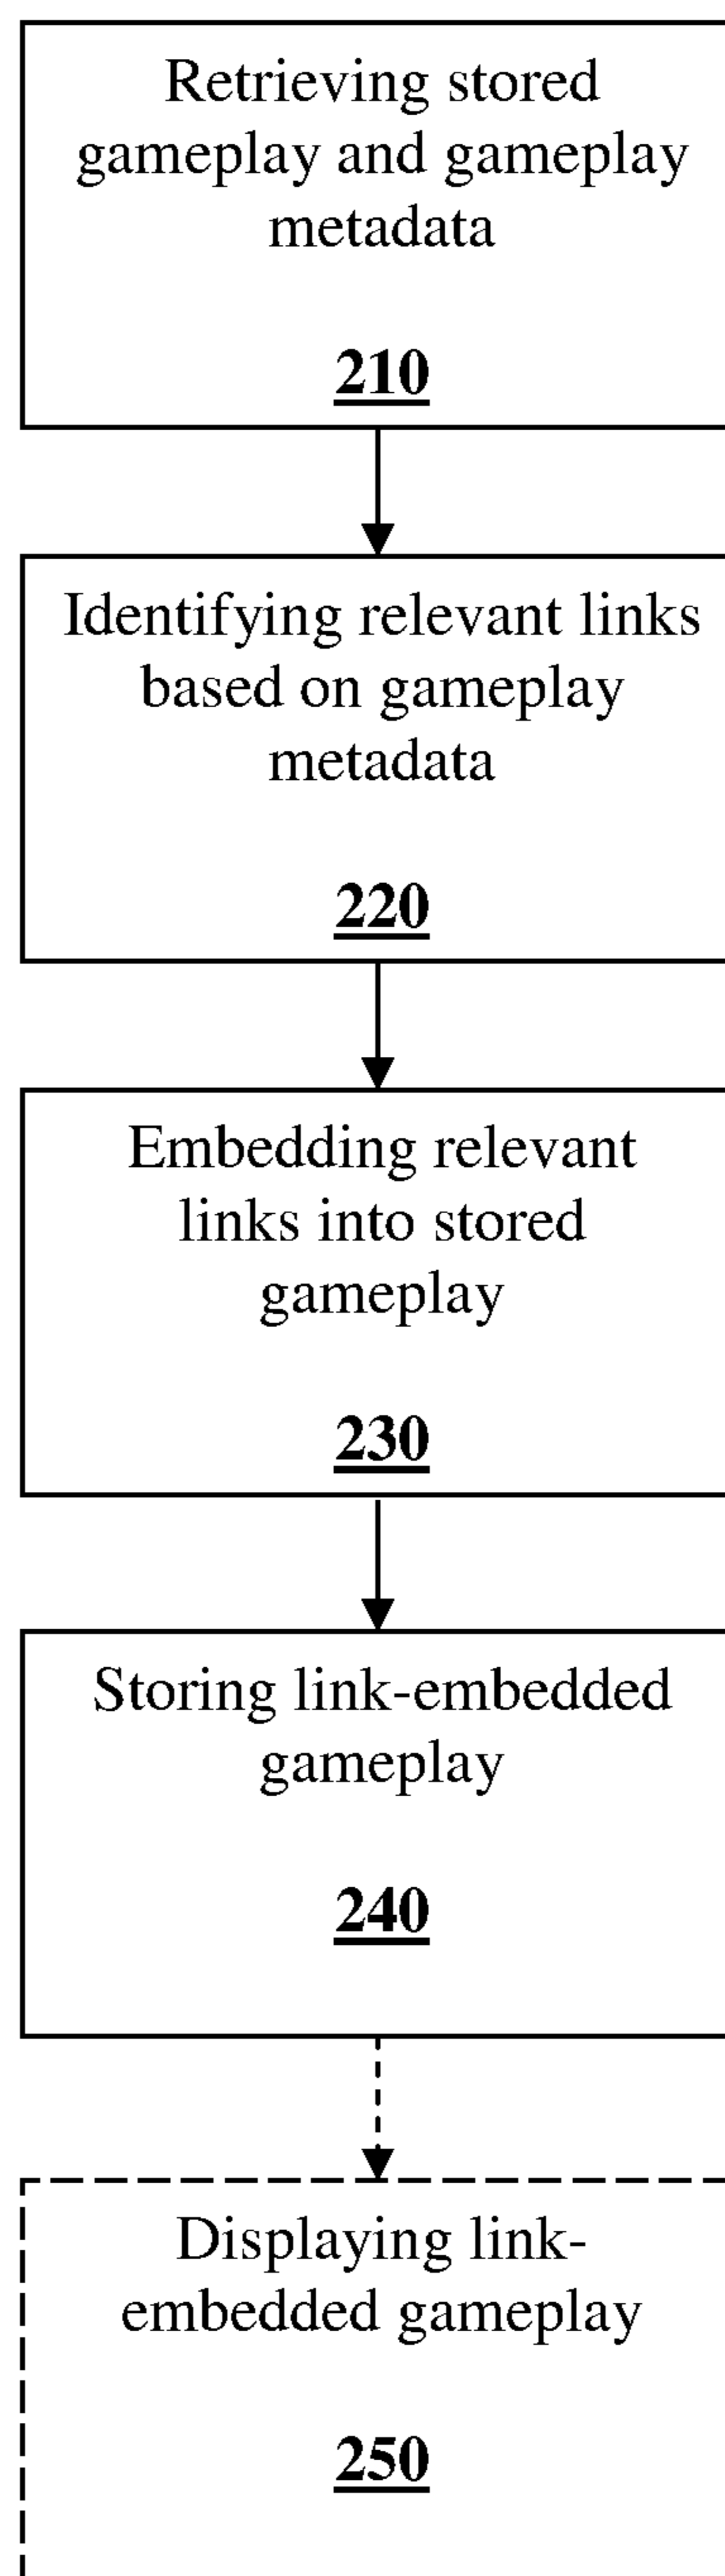 Retrieving stored
gameplay and gameplay
metadata
210
Identifying relevant links
based on gameplay
metadata
220
Embedding relevant
links into stored
gameplay
230
Storing link-embedded
gameplay
240
Displaying link-
embedded gameplay
250